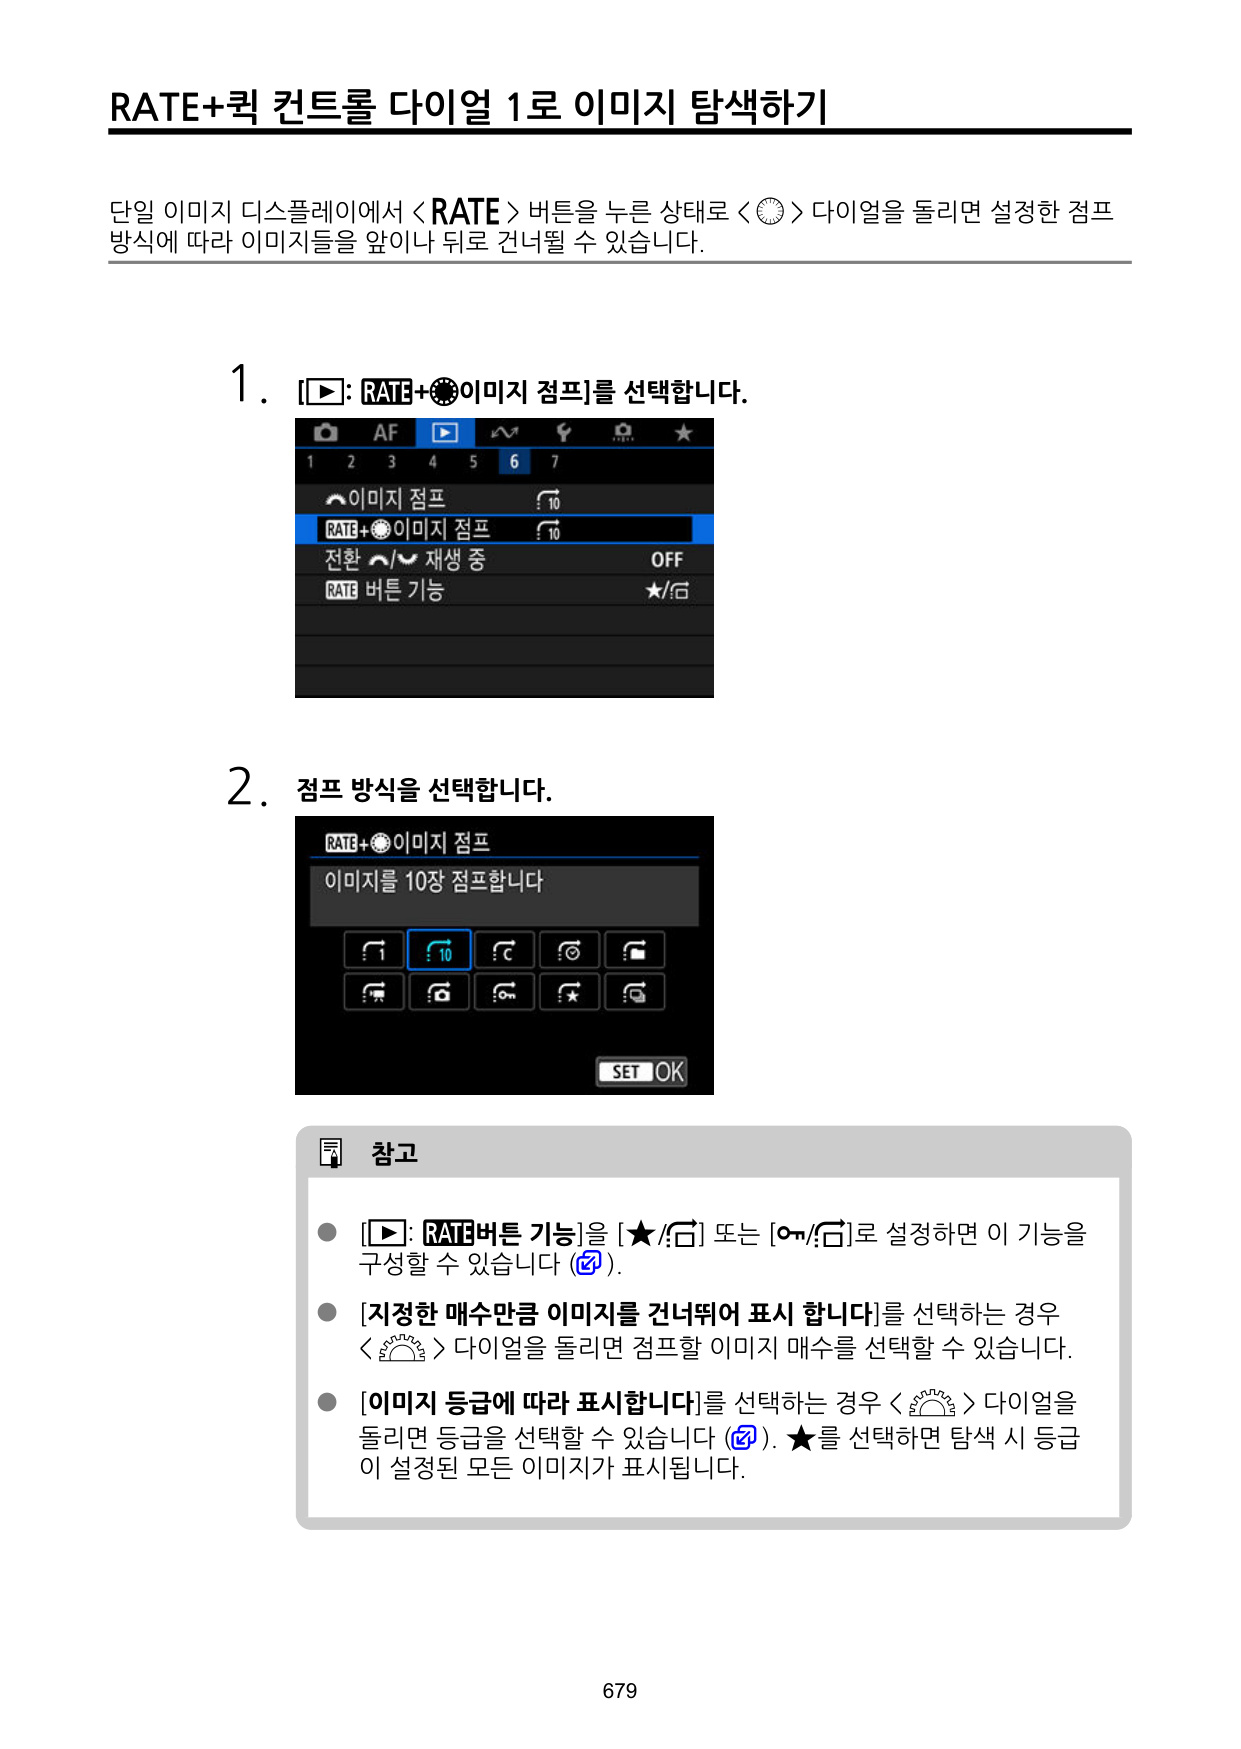 RATE+퀵 컨트롤 다이얼 1로 이미지 탐색하기
단일 이미지 디스플레이에서 < RATE > 버튼을 누른 상태로 < > 다이얼을 돌리면 설정한 점프
방식에 따라 이미지들을 앞이나 뒤로 건너뛸 수 있습니다.
1. [▶: RATE+이미지 점프]를 선택합니다.
AF ▶ ★
1 2 3 4 5 6 7
이미지 점프 10
RATE+이미지 점프 10
전환 / 재생 중 OFF
RATE 버튼 기능 ★/
2. 점프 방식을 선택합니다.
RATE+이미지 점프
이미지를 10장 점프합니다
1 10 C
★
SET OK
참고
● [▶: RATE버튼 기능]을 [★/] 또는 [/]로 설정하면 이 기능을
구성할 수 있습니다 ( ).
● [지정한 매수만큼 이미지를 건너뛰어 표시 합니다]를 선택하는 경우
< > 다이얼을 돌리면 점프할 이미지 매수를 선택할 수 있습니다.
● [이미지 등급에 따라 표시합니다]를 선택하는 경우 < > 다이얼을
돌리면 등급을 선택할 수 있습니다 ( ). ★를 선택하면 탐색 시 등급
이 설정된 모든 이미지가 표시됩니다.
679